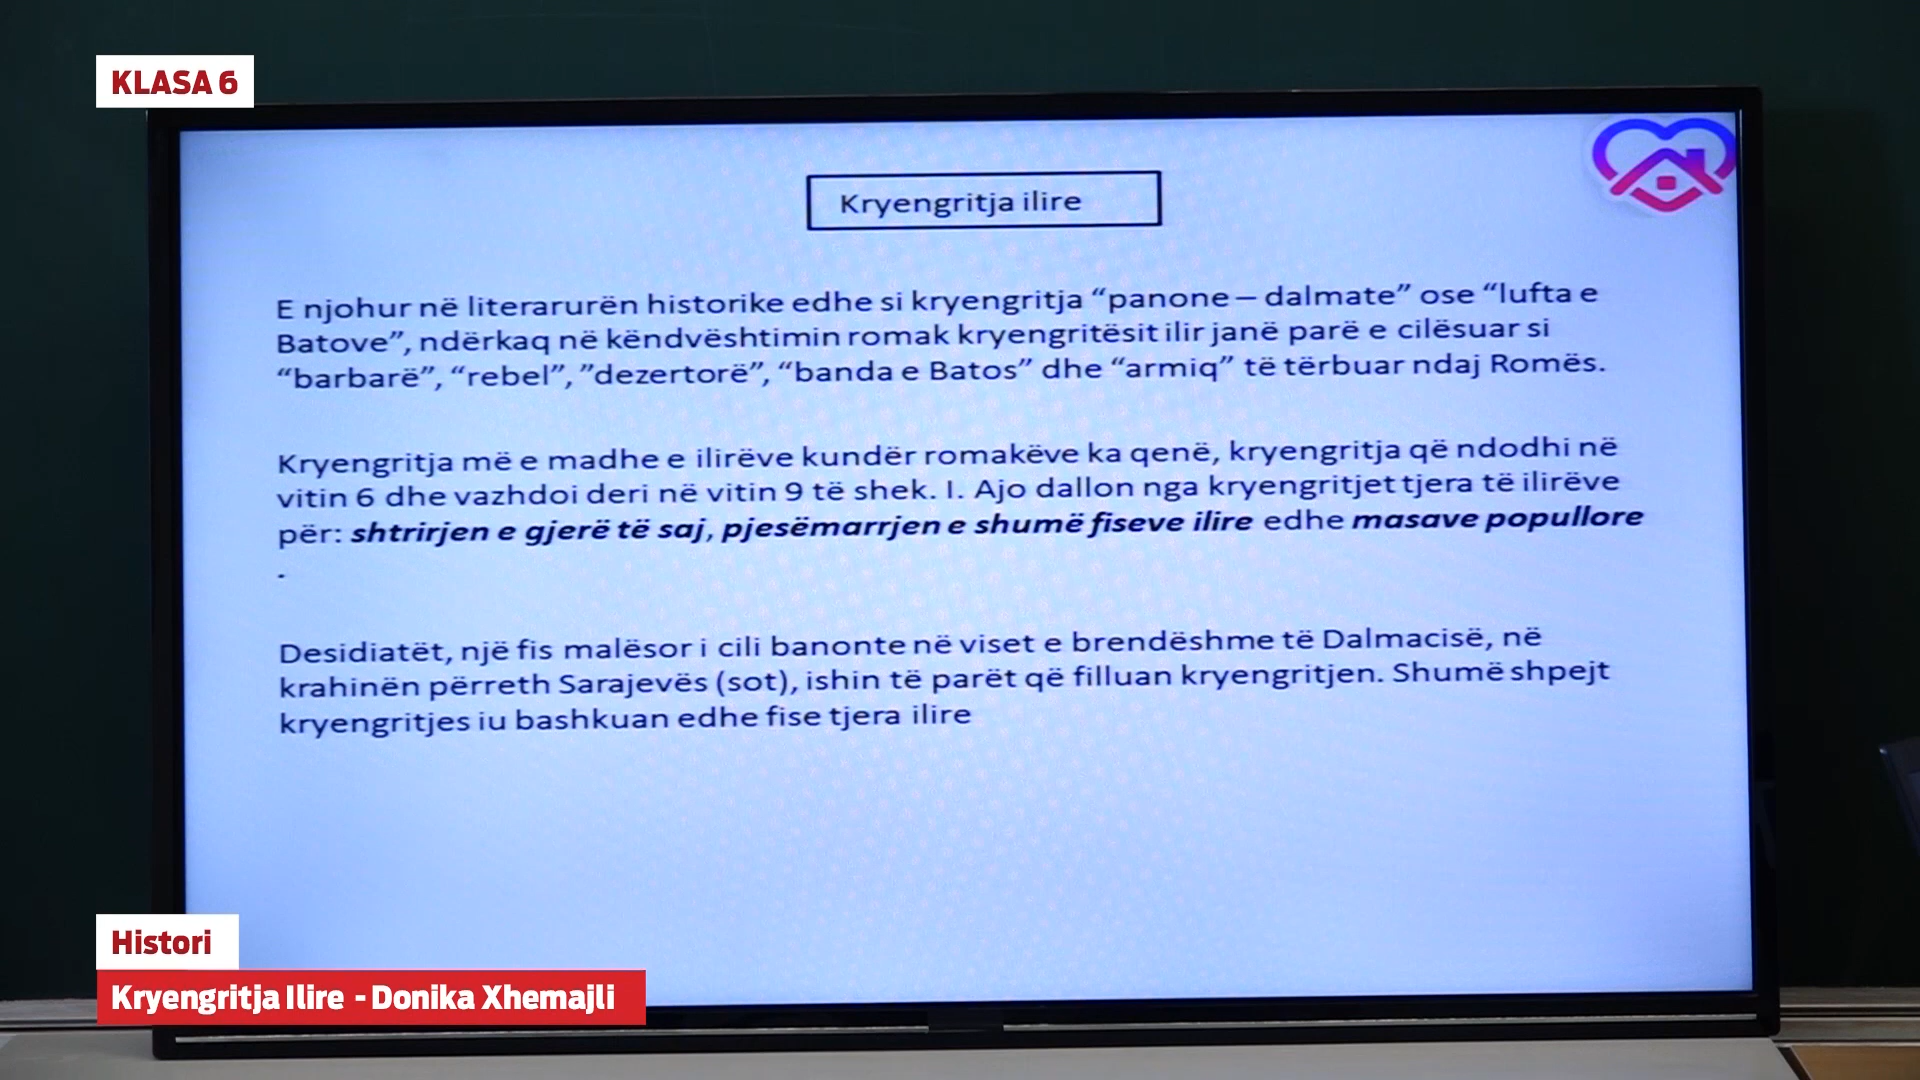 KLASA 6
Kryengritja ilire
E njohur në literarurën historike edhe si kryengritja “panone – dalmate” ose “lufta e
Batove”, ndërkaq në këndvështimin romak kryengritësit ilir janë parë e cilësuar si
“barbarë”, “rebel”, ”dezertorë”, “banda e Batos” dhe “armiq” të tërbuar ndaj Romës.
Kryengritja më e madhe e ilirëve kundër romakëve ka qenë, kryengritja që ndodhi në
vitin 6 dhe vazhdoi deri në vitin 9 të shek. I. Ajo dallon nga kryengritjet tjera të ilirëve
për: shtrirjen e gjerë të saj, pjesëmarrjen e shumë fiseve ilire edhe masave popullore
.
Desidiatët, një fis malësor i cili banonte në viset e brendëshme të Dalmacisë, në
krahinën përreth Sarajevës (sot), ishin të parët që filluan kryengritjen. Shumë shpejt
kryengritjes iu bashkuan edhe fise tjera ilire
Histori
Kryengritja Ilire - Donika Xhemajli